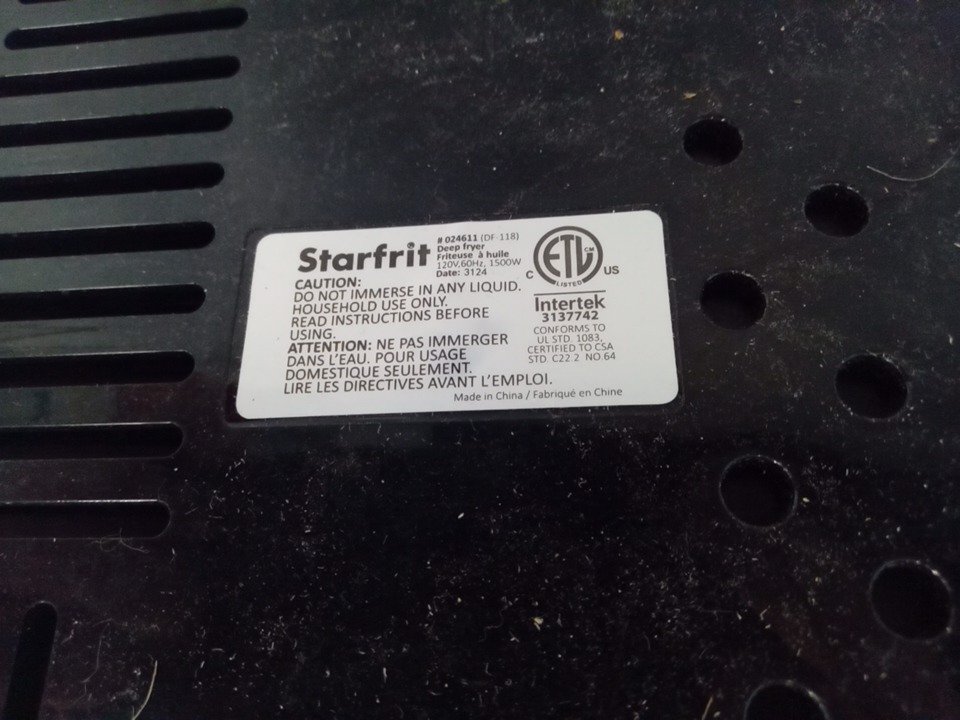 Starfrit
# 024611 (DF-118)
Deep fryer
Friteuse à huile
120V,60Hz, 1500W
Date: 3124
CAUTION:
DO NOT IMMERSE IN ANY LIQUID.
HOUSEHOLD USE ONLY.
READ INSTRUCTIONS BEFORE
USING.
ATTENTION: NE PAS IMMERGER
DANS L'EAU. POUR USAGE
DOMESTIQUE SEULEMENT.
LIRE LES DIRECTIVES AVANT L'EMPLOI.
ETL CM
LISTED
C US
Intertek
3137742
CONFORMS TO
UL STD. 1083,
CERTIFIED TO CSA
STD. C22.2 NO.64
Made in China / Fabriqué en Chine